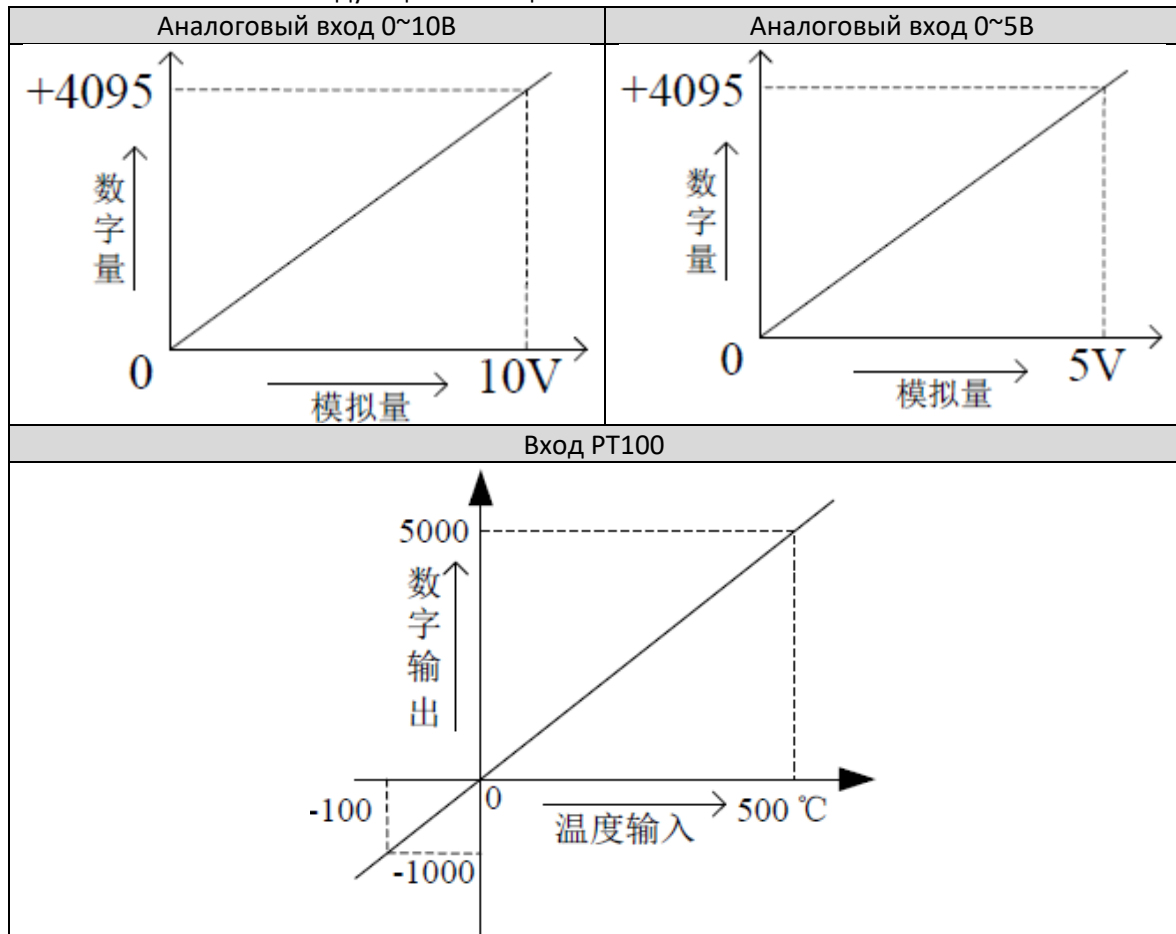 Аналоговый вход 0~10В
Аналоговый вход 0~5В
+4095
数字量
0
模拟量
10V
+4095
数字量
0
模拟量
5V
Вход PT100
5000
数字输出
-100
0
温度输入
500 ℃
-1000